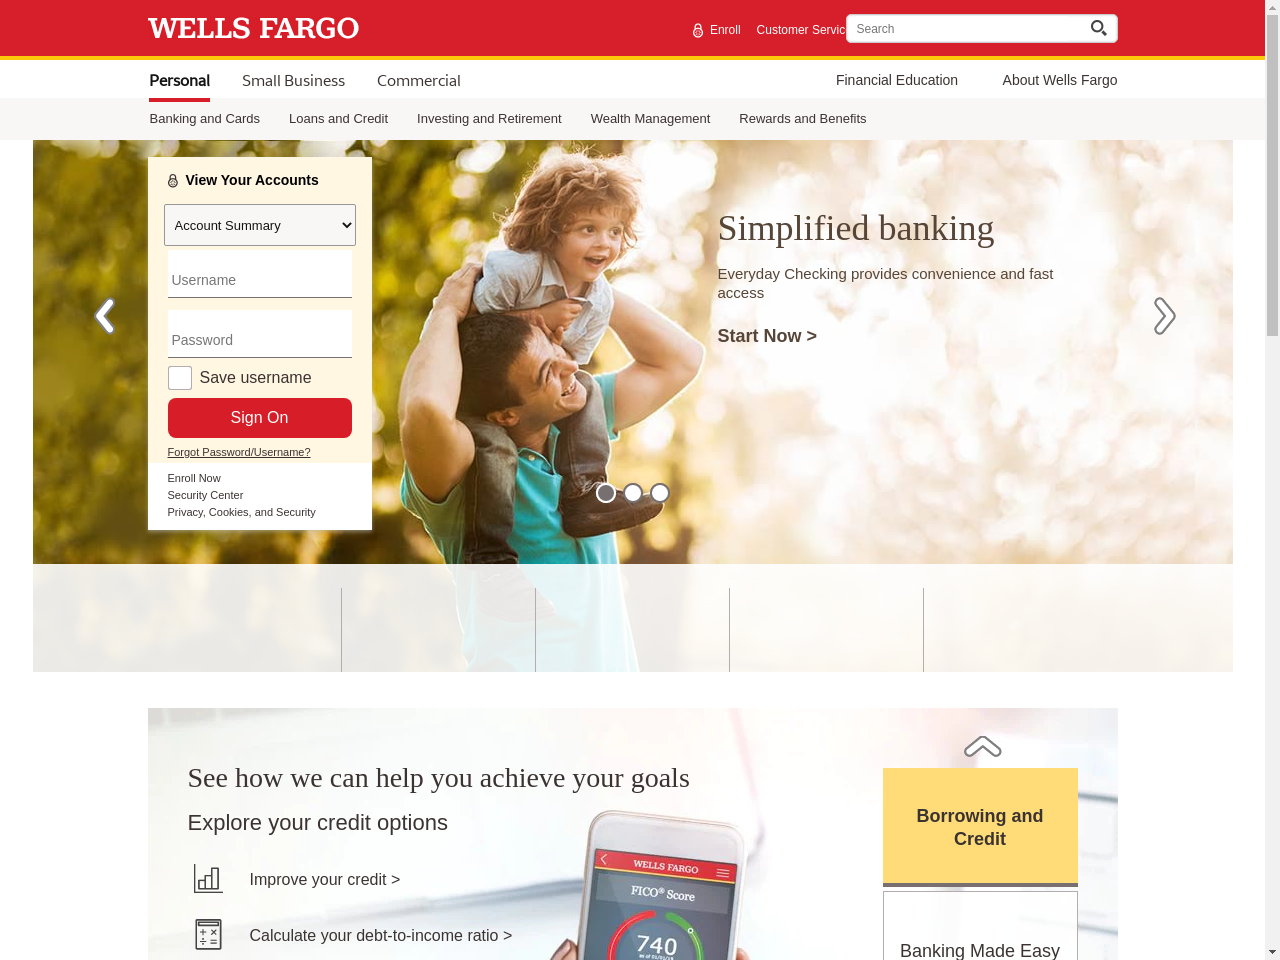 WELLS FARGO
Enroll
Customer Servic
Search
Personal
Small Business
Commercial
Financial Education
About Wells Fargo
Banking and Cards
Loans and Credit
Investing and Retirement
Wealth Management
Rewards and Benefits
View Your Accounts
Account Summary
Username
Password
Save username
Sign On
Forgot Password/Username?
Enroll Now
Security Center
Privacy, Cookies, and Security
Simplified banking
Everyday Checking provides convenience and fast
access
Start Now >
See how we can help you achieve your goals
Explore your credit options
Improve your credit >
Calculate your debt-to-income ratio >
WELLS FARGO
FICO® Score
740
as of 01/01/18
Borrowing and
Credit
Banking Made Easy